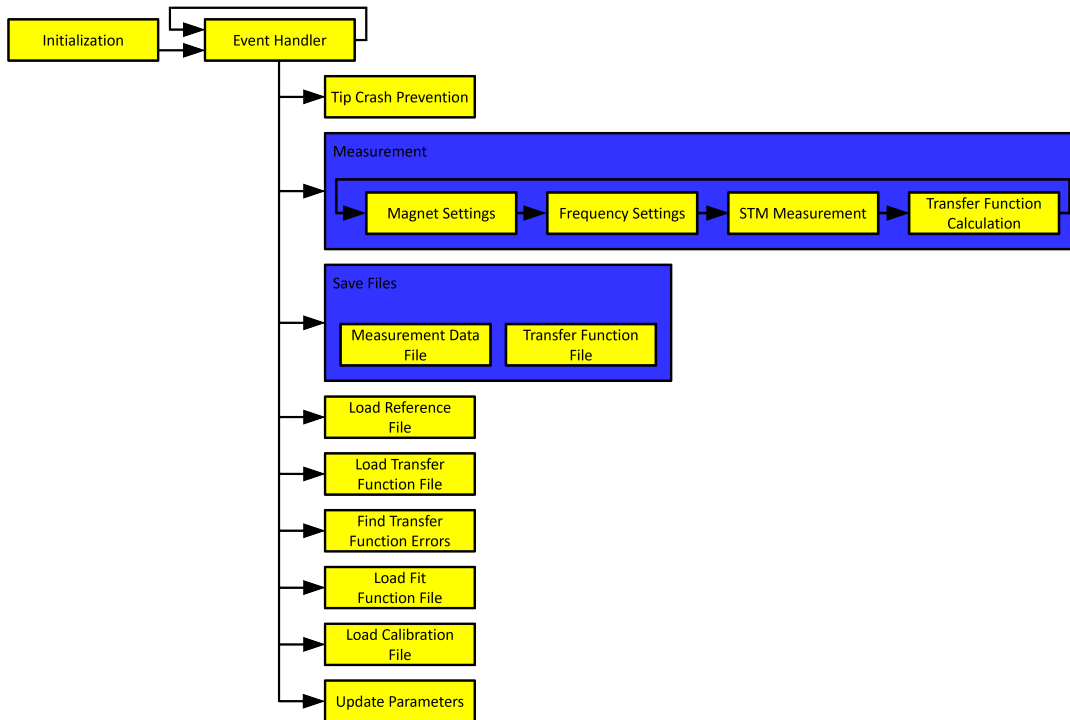 Initialization
Event Handler
Tip Crash Prevention
Measurement
Magnet Settings
Frequency Settings
STM Measurement
Transfer Function
Calculation
Save Files
Measurement Data
File
Transfer Function
File
Load Reference
File
Load Transfer
Function File
Find Transfer
Function Errors
Load Fit
Function File
Load Calibration
File
Update Parameters